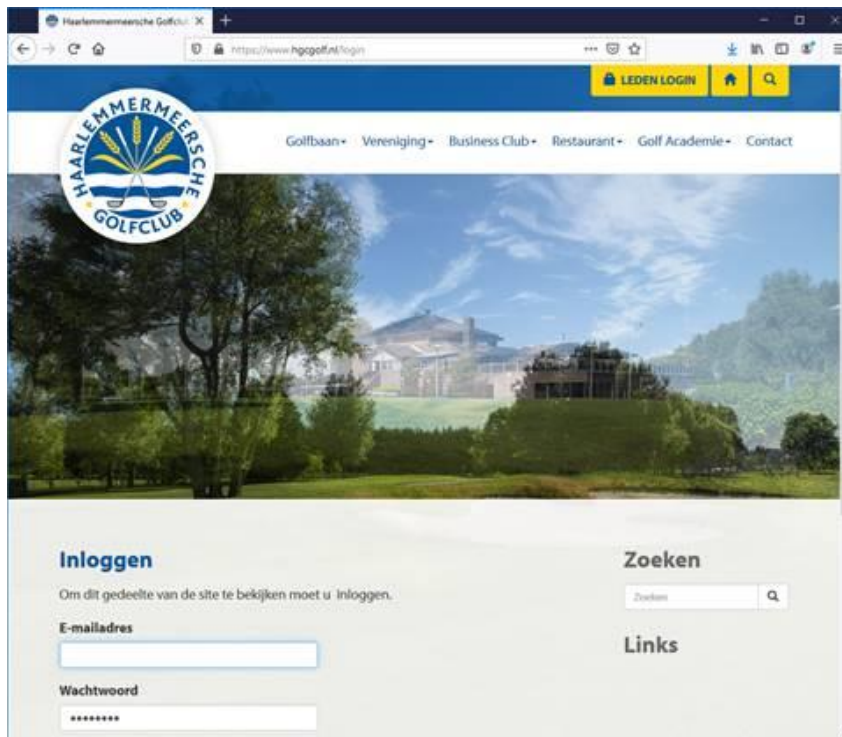 Haarlemmermeersche Golfclu
https://www.hgcgolf.nl/login
LEDEN LOGIN
HAARLEMMERMEERSCHE
GOLFCLUB
Golfbaan Vereniging Business Club Restaurant Golf Academie Contact
Inloggen
Om dit gedeelte van de site te bekijken moet u inloggen.
E-mailadres
Wachtwoord
********
Zoeken
Zoeken
Links